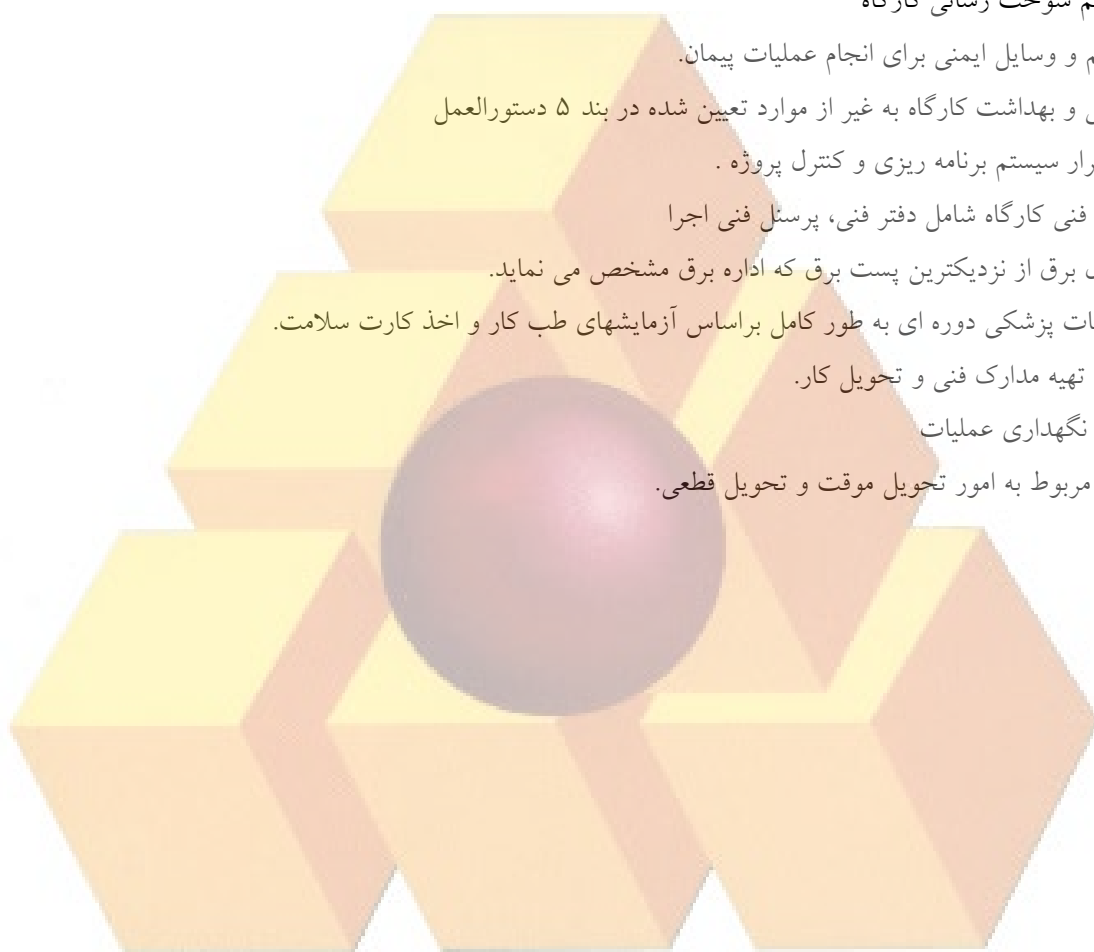 سوخت رسانی کارگاه
و وسایل ایمنی برای انجام عملیات پیمان.
و بهداشت کارگاه به غیر از موارد تعیین شده در بند ۵ دستورالعمل
سیستم برنامه ریزی و کنترل پروژه .
فنی کارگاه شامل دفتر فنی، پرسنل فنی اجرا
برق از نزدیکترین پست برق که اداره برق مشخص می نماید.
پزشکی دوره ای به طور کامل براساس آزمایشهای طب کار و اخذ کارت سلامت.
تهیه مدارک فنی و تحویل کار.
نگهداری عملیات
مربوط به امور تحویل موقت و تحویل قطعی.